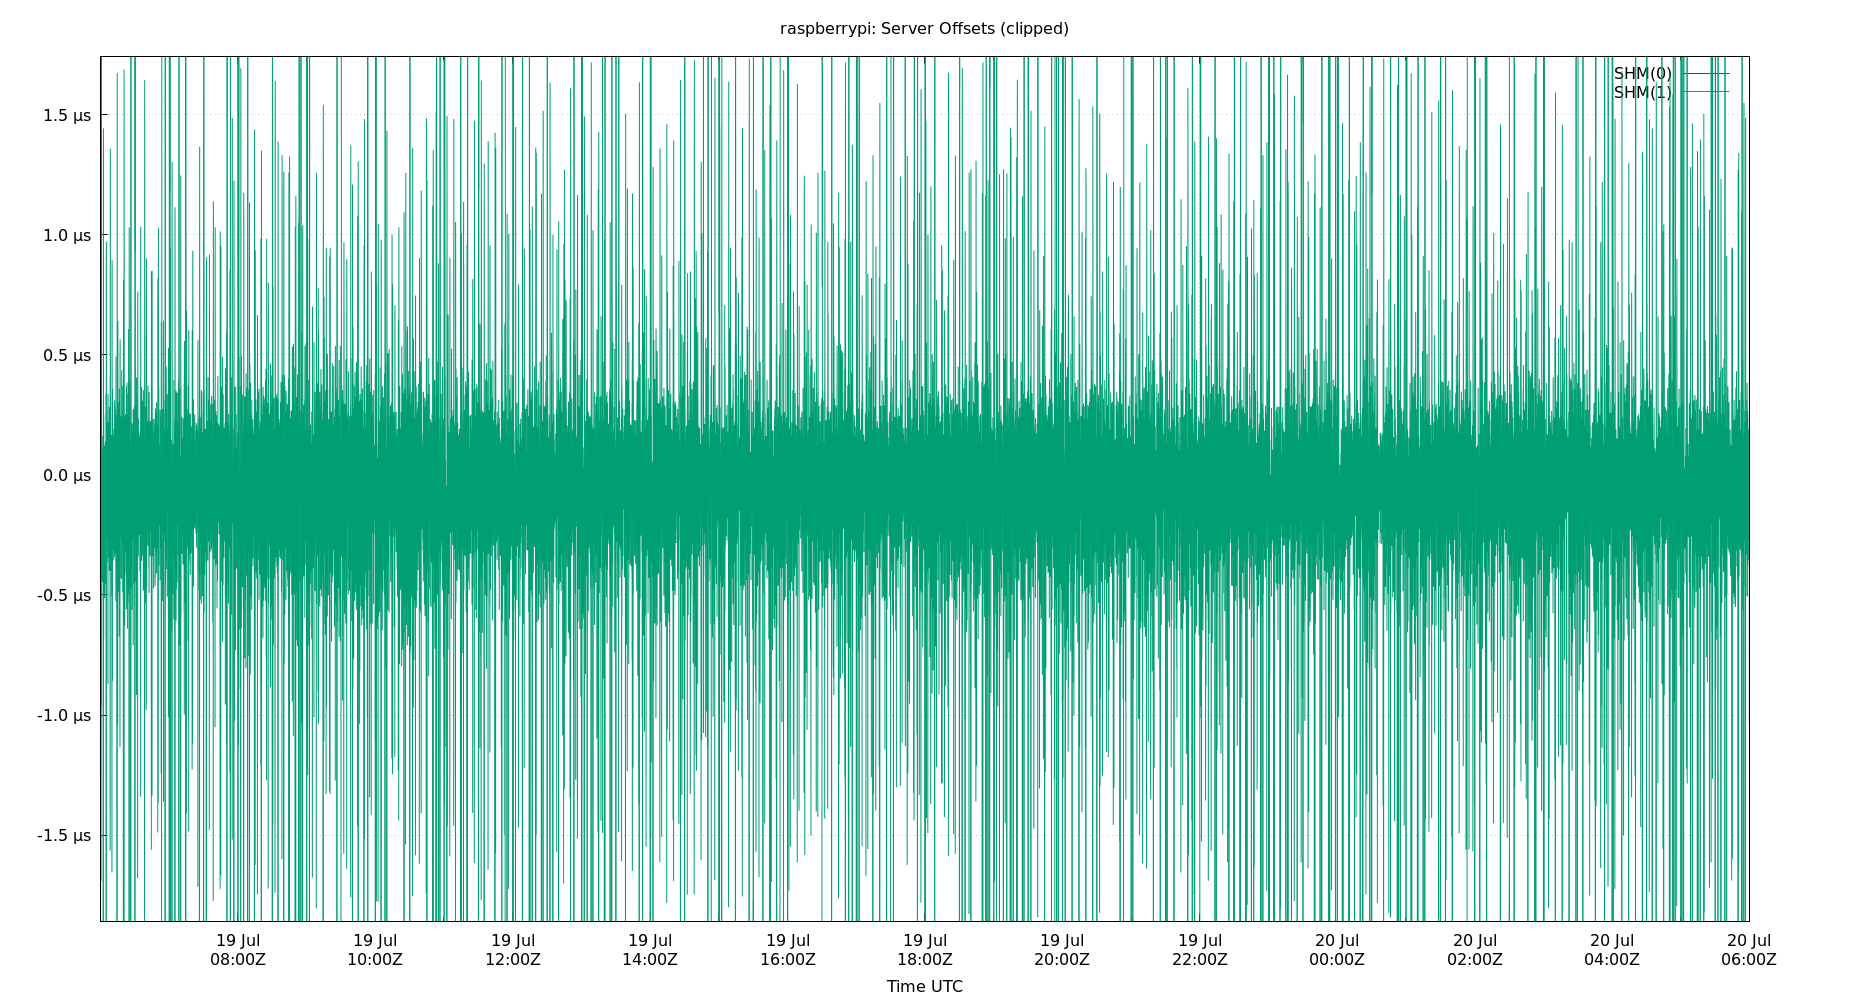 raspberrypi: Server Offsets (clipped)
SHM(0)
SHM(1)
1.5 µs
1.0 µs
0.5 µs
0.0 µs
-0.5 µs
-1.0 µs
-1.5 µs
19 Jul 19 Jul 19 Jul 19 Jul 19 Jul 19 Jul 19 Jul 19 Jul 20 Jul 20 Jul 20 Jul 20 Jul
08:00Z 10:00Z 12:00Z 14:00Z 16:00Z 18:00Z 20:00Z 22:00Z 00:00Z 02:00Z 04:00Z 06:00Z
Time UTC